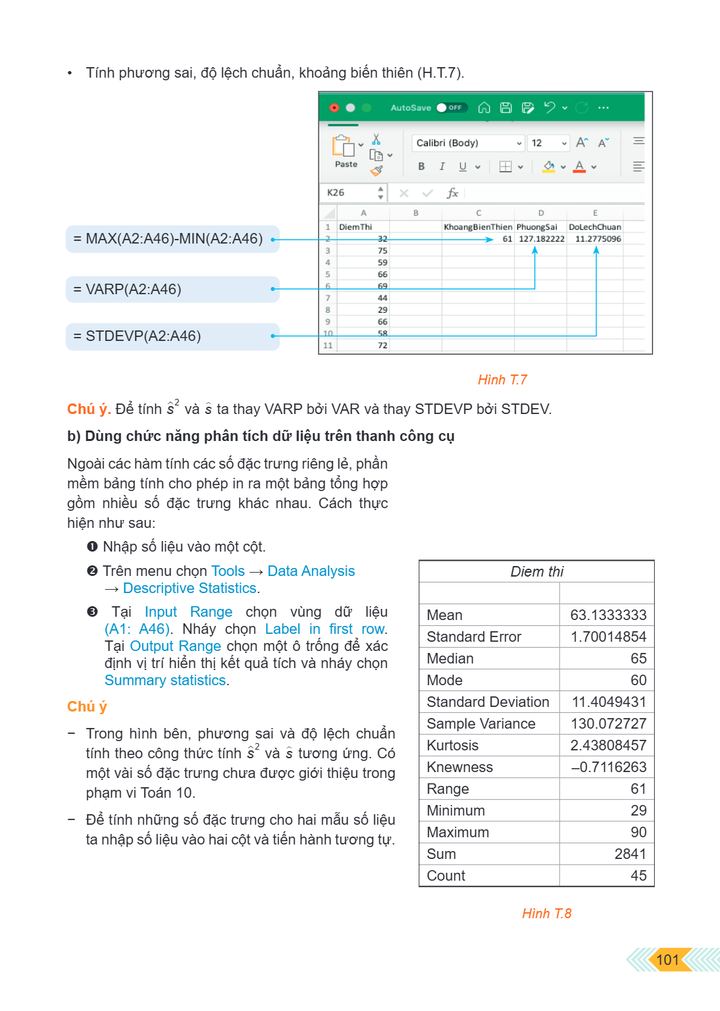 • Tính phương sai, độ lệch chuẩn, khoảng biến thiên (H.T.7).
AutoSave OFF
Paste
Calibri (Body) 12 A A
B I U A
K26 fx
A B C D E
1 DiemThi KhoangBienThien PhuongSai DoLechChuan
2 32 61 127.182222 11.2775096
3 75
4 59
5 66
6 69
7 44
8 29
9 66
10 58
11 72
= MAX(A2:A46)-MIN(A2:A46)
= VARP(A2:A46)
= STDEVP(A2:A46)
Hình T.7
Chú ý. Để tính ŝ² và ŝ ta thay VARP bởi VAR và thay STDEVP bởi STDEV.
b) Dùng chức năng phân tích dữ liệu trên thanh công cụ
Ngoài các hàm tính các số đặc trưng riêng lẻ, phần
mềm bảng tính cho phép in ra một bảng tổng hợp
gồm nhiều số đặc trưng khác nhau. Cách thực
hiện như sau:
❶ Nhập số liệu vào một cột.
❷ Trên menu chọn Tools → Data Analysis
→ Descriptive Statistics.
❸ Tại Input Range chọn vùng dữ liệu
(A1: A46). Nháy chọn Label in first row.
Tại Output Range chọn một ô trống để xác
định vị trí hiển thị kết quả tích và nháy chọn
Summary statistics.
Chú ý
– Trong hình bên, phương sai và độ lệch chuẩn
tính theo công thức tính ŝ² và ŝ tương ứng. Có
một vài số đặc trưng chưa được giới thiệu trong
phạm vi Toán 10.
– Để tính những số đặc trưng cho hai mẫu số liệu
ta nhập số liệu vào hai cột và tiến hành tương tự.
Diem thi
Mean 63.1333333
Standard Error 1.70014854
Median 65
Mode 60
Standard Deviation 11.4049431
Sample Variance 130.072727
Kurtosis 2.43808457
Knewness –0.7116263
Range 61
Minimum 29
Maximum 90
Sum 2841
Count 45
Hình T.8
101